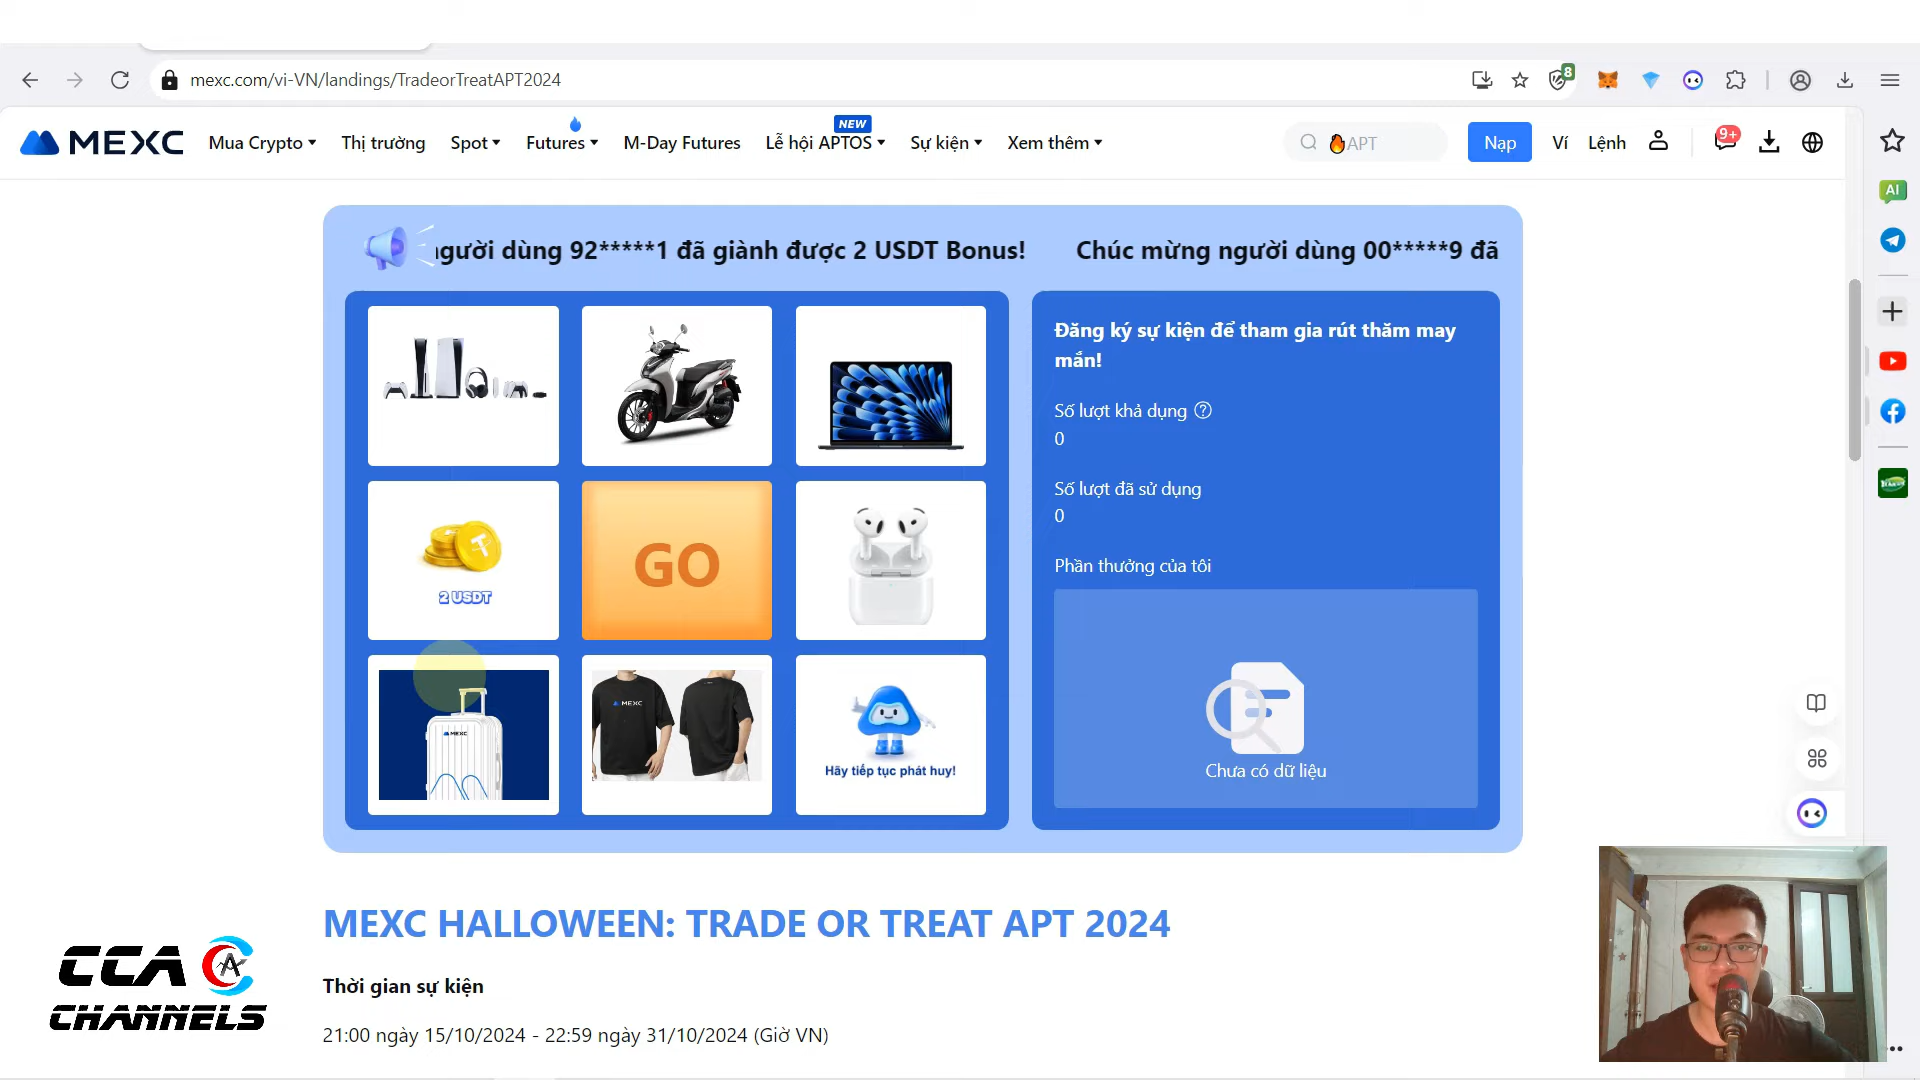 mexc.com/vi-VN/landings/TradeorTreatAPT2024
8
MEXC
Mua Crypto
Thị trường
Spot
Futures
M-Day Futures
Lễ hội APTOS
NEW
Sự kiện
Xem thêm
APT
Nạp
Ví
Lệnh
9+
AI
người dùng 92*****1 đã giành được 2 USDT Bonus!
Chúc mừng người dùng 00*****9 đã
2 USDT
GO
MEXC
MEXC
Hãy tiếp tục phát huy!
Đăng ký sự kiện để tham gia rút thăm may
mắn!
Số lượt khả dụng
0
Số lượt đã sử dụng
0
Phần thưởng của tôi
Chưa có dữ liệu
MEXC HALLOWEEN: TRADE OR TREAT APT 2024
Thời gian sự kiện
21:00 ngày 15/10/2024 - 22:59 ngày 31/10/2024 (Giờ VN)
CCA
CHANNELS